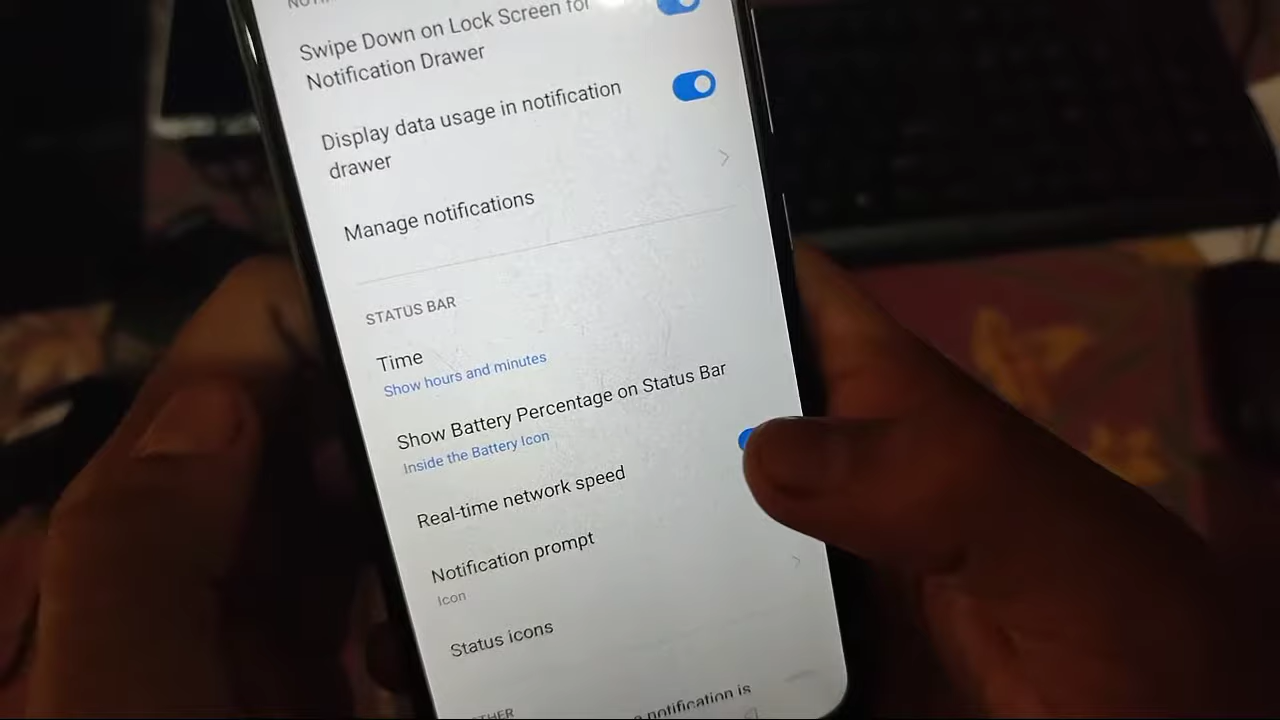 Swipe Down on Lock Screen for
Notification Drawer
Display data usage in notification
drawer
Manage notifications
STATUS BAR
Time
Show hours and minutes
Show Battery Percentage on Status Bar
Inside the Battery Icon
Real-time network speed
Notification prompt
Icon
Status icons
notification is